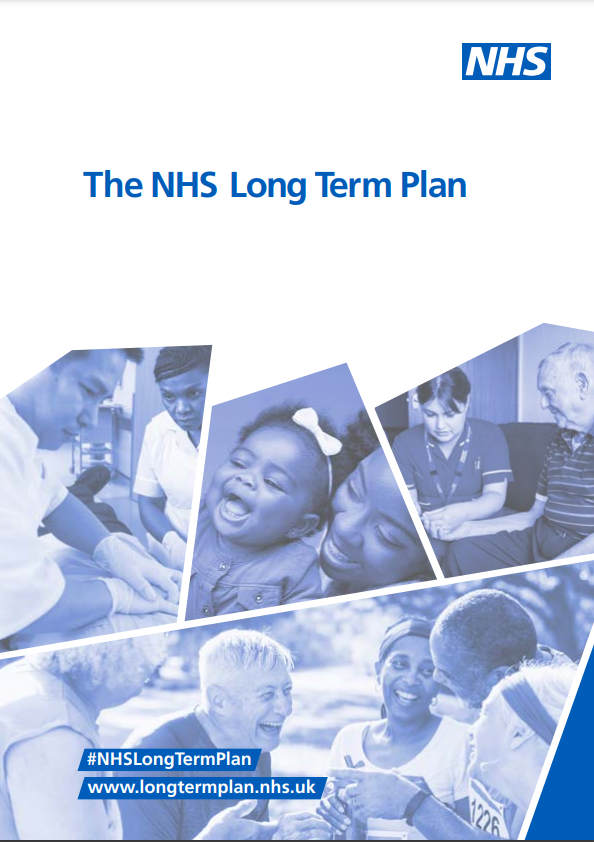 NHS
The NHS Long Term Plan
#NHSLongTermPlan
www.longtermplan.nhs.uk
1226